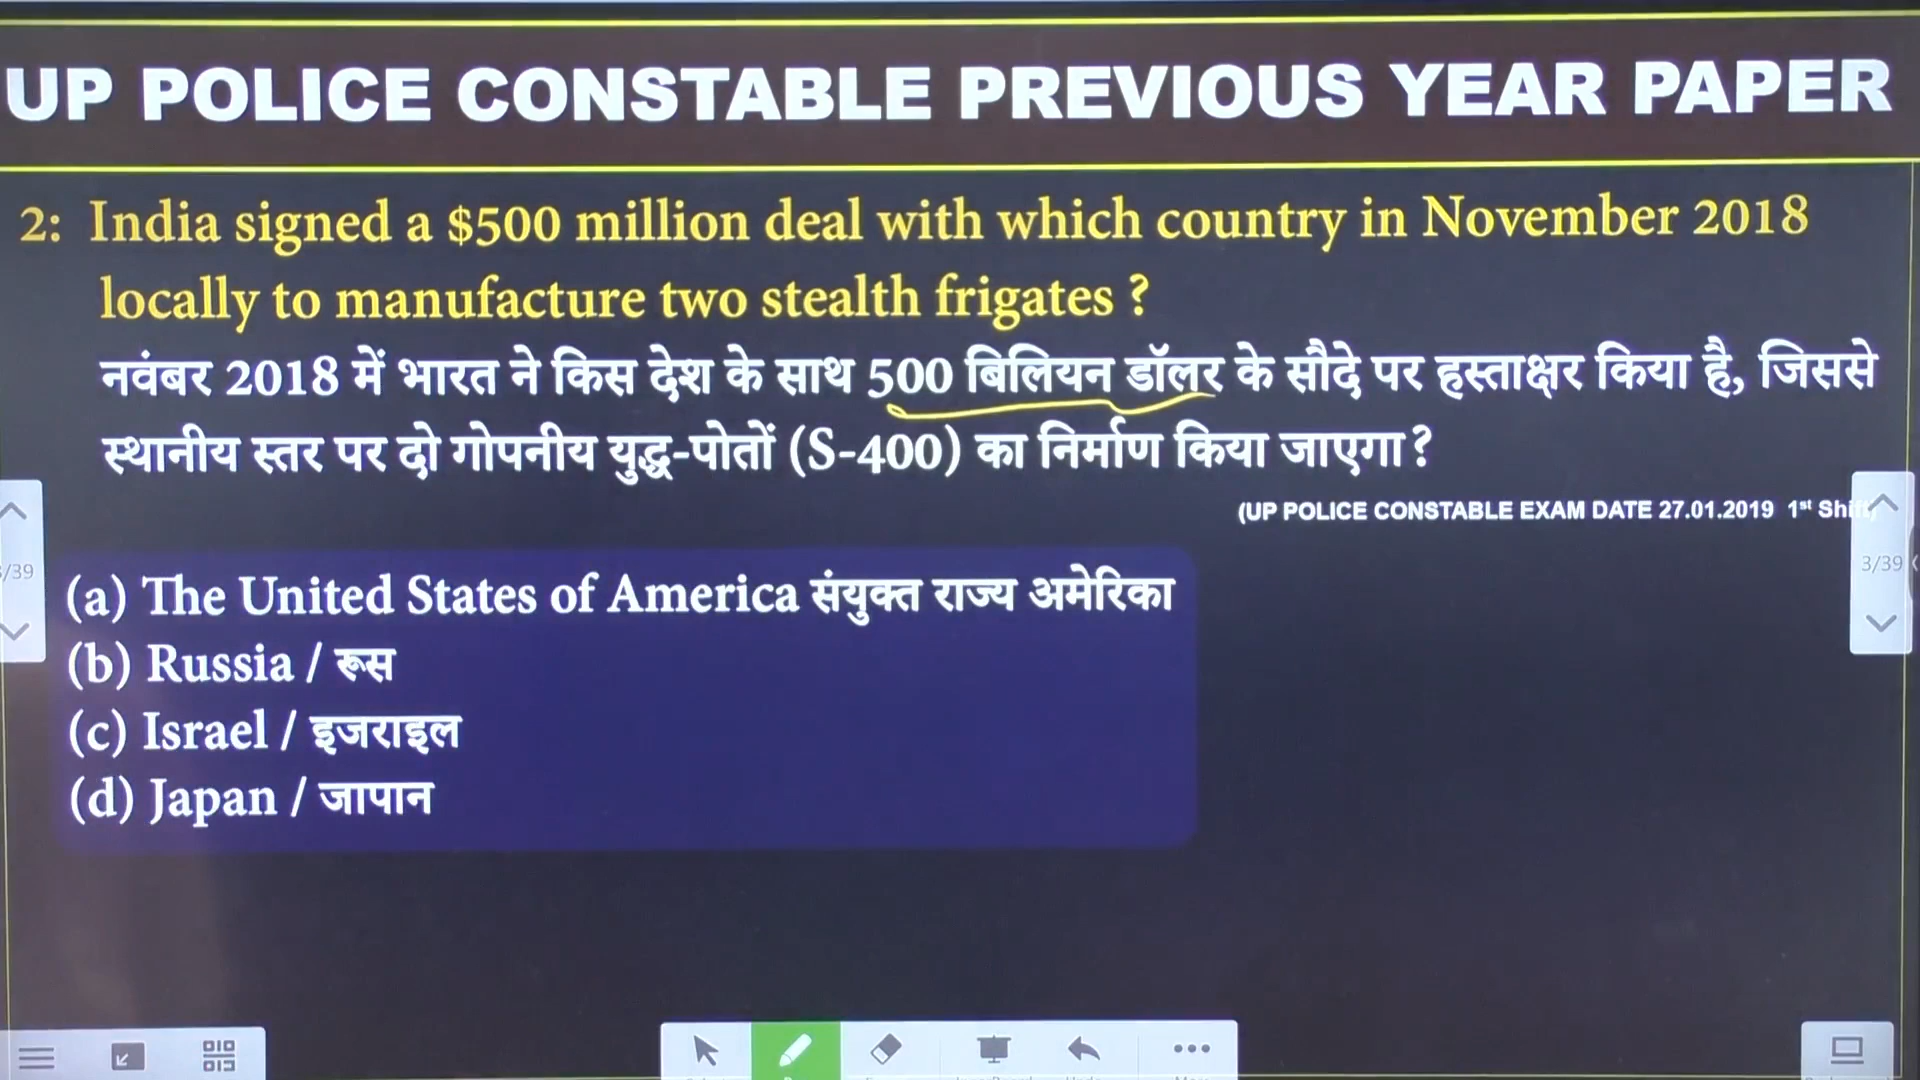 UP POLICE CONSTABLE PREVIOUS YEAR PAPER
2: India signed a $500 million deal with which country in November 2018
locally to manufacture two stealth frigates ?
नवंबर 2018 में भारत ने किस देश के साथ 500 बिलियन डॉलर के सौदे पर हस्ताक्षर किया है, जिससे
स्थानीय स्तर पर दो गोपनीय युद्ध-पोतों (S-400) का निर्माण किया जाएगा?
(UP POLICE CONSTABLE EXAM DATE 27.01.2019 1st Shift)
/39
3/39
(a) The United States of America संयुक्त राज्य अमेरिका
(b) Russia / रूस
(c) Israel / इजराइल
(d) Japan / जापान